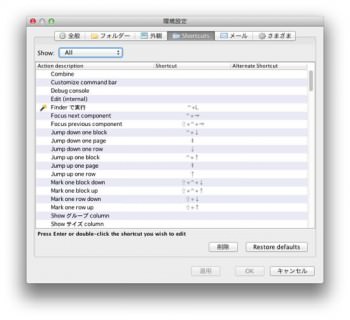 環境設定
全般 フォルダー 外観 Shortcuts メール さまざま
Show: All
Action description Shortcut Alternate Shortcut
Combine
Customize command bar
Debug console
Edit (internal)
Finder で実行 ^+L
Focus next component ^+→
Focus previous component ⇧+^+→
Jump down one block ^+↓
Jump down one page
Jump down one row ↓
Jump up one block ^+↑
Jump up one page
Jump up one row ↑
Mark one block down ⇧+^+↓
Mark one block up ⇧+^+↑
Mark one row down ⇧+↓
Mark one row up ⇧+↑
Show グループ column
Show サイズ column
Press Enter or double-click the shortcut you wish to edit
削除 Restore defaults
適用 OK キャンセル